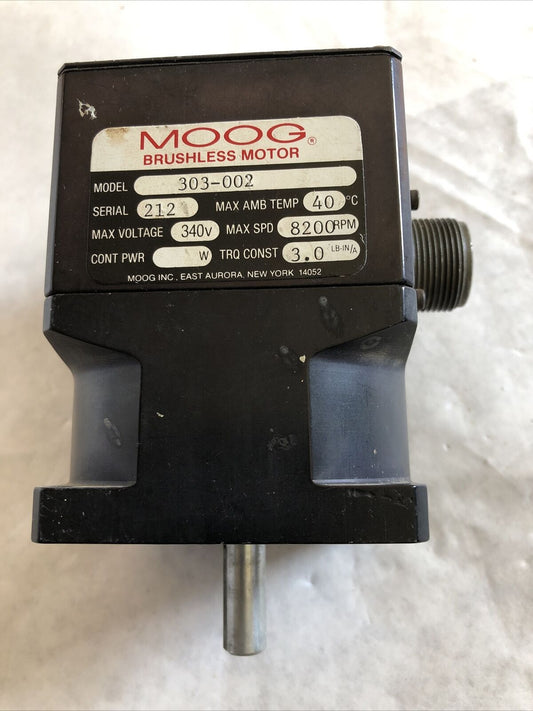 MOOG®
BRUSHLESS MOTOR
MODEL 303-002
SERIAL 212 MAX AMB TEMP 40 °C
MAX VOLTAGE 340v MAX SPD 8200 RPM
CONT PWR W TRQ CONST 3.0 LB-IN/A
MOOG INC., EAST AURORA, NEW YORK 14052